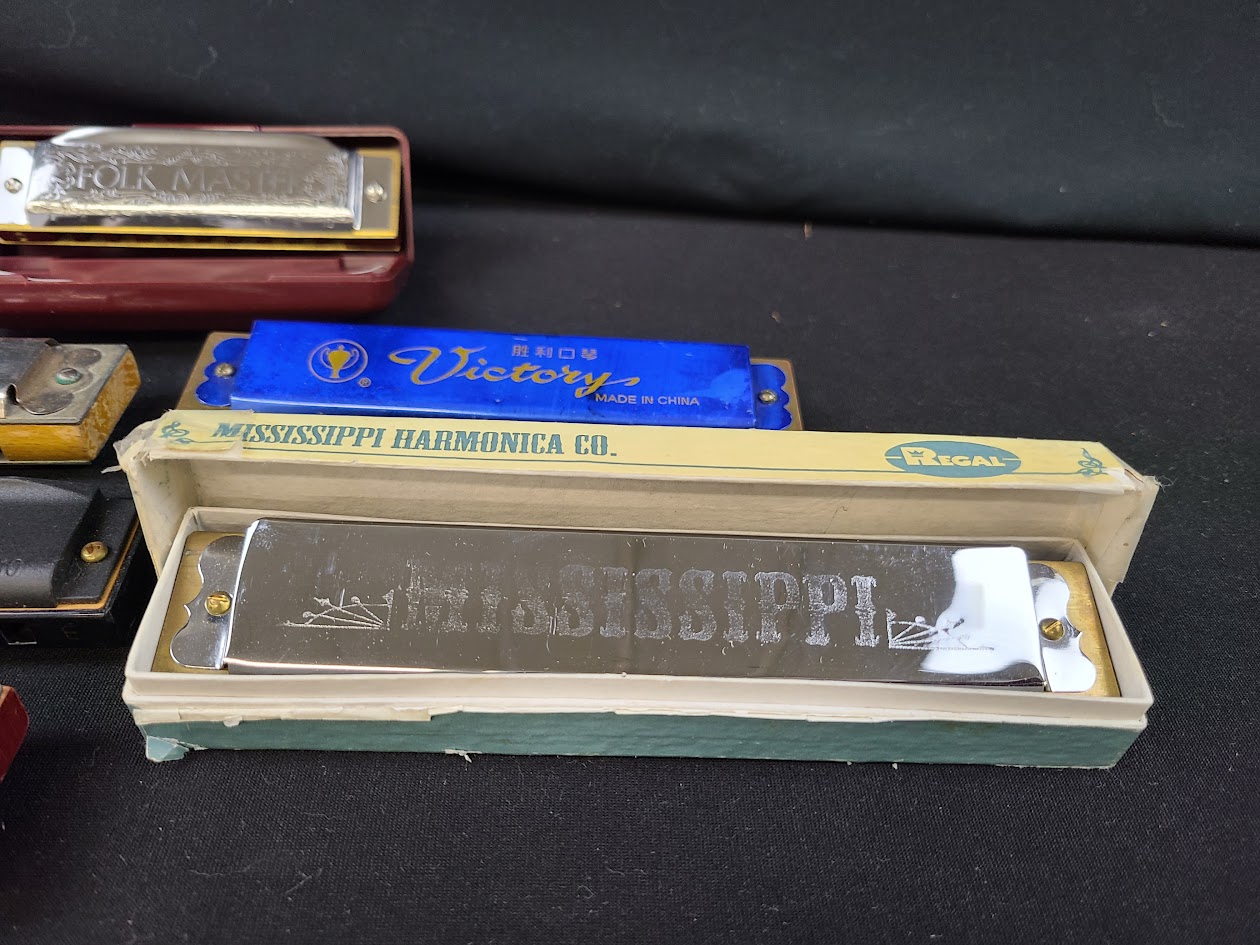 FOLK MASTER
胜利口琴
Victory
®
MADE IN CHINA
MISSISSIPPI HARMONICA CO.
REGAL
MISSISSIPPI
E